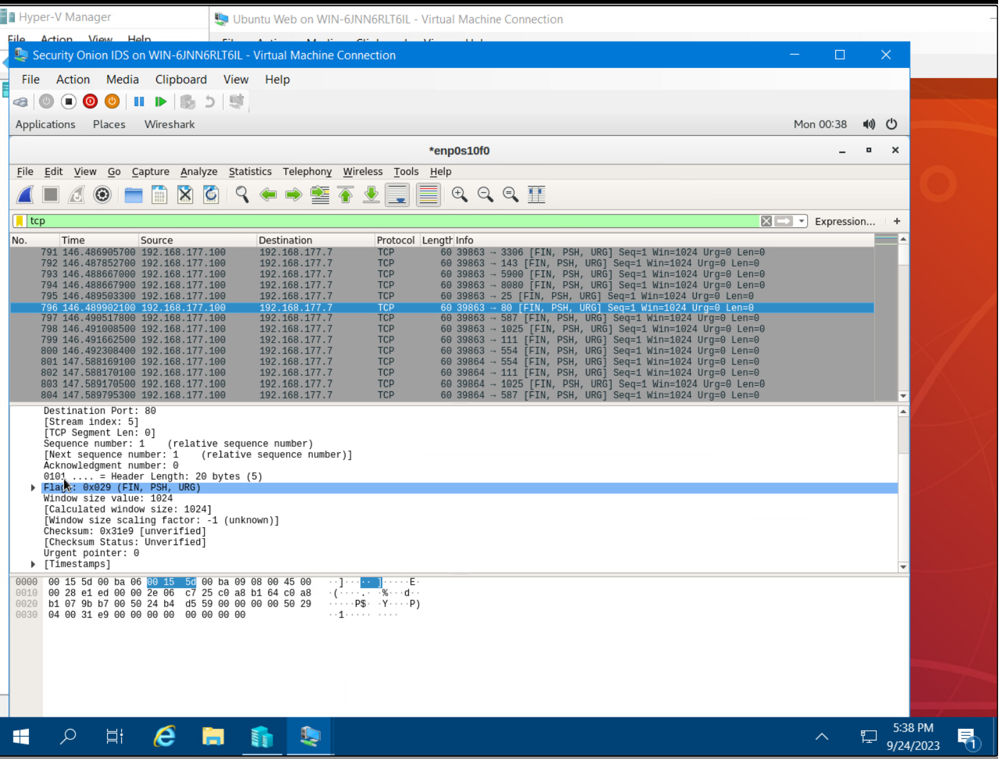 Hyper-V Manager
Ubuntu Web on WIN-6JNN6RLT6IL - Virtual Machine Connection
File Action View Help
Security Onion IDS on WIN-6JNN6RLT6IL - Virtual Machine Connection
File Action Media Clipboard View Help
Applications Places Wireshark Mon 00:38
*enp0s10f0
File Edit View Go Capture Analyze Statistics Telephony Wireless Tools Help
tcp Expression... +
No. Time Source Destination Protocol Length Info
791 146.486905700 192.168.177.100 192.168.177.7 TCP 60 39863 → 3306 [FIN, PSH, URG] Seq=1 Win=1024 Urg=0 Len=0
792 146.487852700 192.168.177.100 192.168.177.7 TCP 60 39863 → 143 [FIN, PSH, URG] Seq=1 Win=1024 Urg=0 Len=0
793 146.488667000 192.168.177.100 192.168.177.7 TCP 60 39863 → 5900 [FIN, PSH, URG] Seq=1 Win=1024 Urg=0 Len=0
794 146.488667900 192.168.177.100 192.168.177.7 TCP 60 39863 → 8080 [FIN, PSH, URG] Seq=1 Win=1024 Urg=0 Len=0
795 146.489503300 192.168.177.100 192.168.177.7 TCP 60 39863 → 25 [FIN, PSH, URG] Seq=1 Win=1024 Urg=0 Len=0
796 146.489902100 192.168.177.100 192.168.177.7 TCP 60 39863 → 80 [FIN, PSH, URG] Seq=1 Win=1024 Urg=0 Len=0
797 146.490517800 192.168.177.100 192.168.177.7 TCP 60 39863 → 587 [FIN, PSH, URG] Seq=1 Win=1024 Urg=0 Len=0
798 146.491008500 192.168.177.100 192.168.177.7 TCP 60 39863 → 1025 [FIN, PSH, URG] Seq=1 Win=1024 Urg=0 Len=0
799 146.491662500 192.168.177.100 192.168.177.7 TCP 60 39863 → 111 [FIN, PSH, URG] Seq=1 Win=1024 Urg=0 Len=0
800 146.492308400 192.168.177.100 192.168.177.7 TCP 60 39863 → 554 [FIN, PSH, URG] Seq=1 Win=1024 Urg=0 Len=0
801 147.588169100 192.168.177.100 192.168.177.7 TCP 60 39864 → 554 [FIN, PSH, URG] Seq=1 Win=1024 Urg=0 Len=0
802 147.588170100 192.168.177.100 192.168.177.7 TCP 60 39864 → 111 [FIN, PSH, URG] Seq=1 Win=1024 Urg=0 Len=0
803 147.589170500 192.168.177.100 192.168.177.7 TCP 60 39864 → 1025 [FIN, PSH, URG] Seq=1 Win=1024 Urg=0 Len=0
804 147.589795300 192.168.177.100 192.168.177.7 TCP 60 39864 → 587 [FIN, PSH, URG] Seq=1 Win=1024 Urg=0 Len=0
Destination Port: 80
[Stream index: 5]
[TCP Segment Len: 0]
Sequence number: 1 (relative sequence number)
[Next sequence number: 1 (relative sequence number)]
Acknowledgment number: 0
0101 .... = Header Length: 20 bytes (5)
Flags: 0x029 (FIN, PSH, URG)
Window size value: 1024
[Calculated window size: 1024]
[Window size scaling factor: -1 (unknown)]
Checksum: 0x31e9 [unverified]
[Checksum Status: Unverified]
Urgent pointer: 0
[Timestamps]
0000 00 15 5d 00 ba 06 00 15 5d 00 ba 09 08 00 45 00 ··]····· ]·····E·
0010 00 28 e1 ed 00 00 2e 06 c7 25 c0 a8 b1 64 c0 a8 ·(····.· ·%···d··
0020 b1 07 9b b7 00 50 24 b4 d5 59 00 00 00 00 50 29 ·····P$· ·Y····P)
0030 04 00 31 e9 00 00 00 00 00 00 00 00 ··1····· ····
5:38 PM
9/24/2023
1